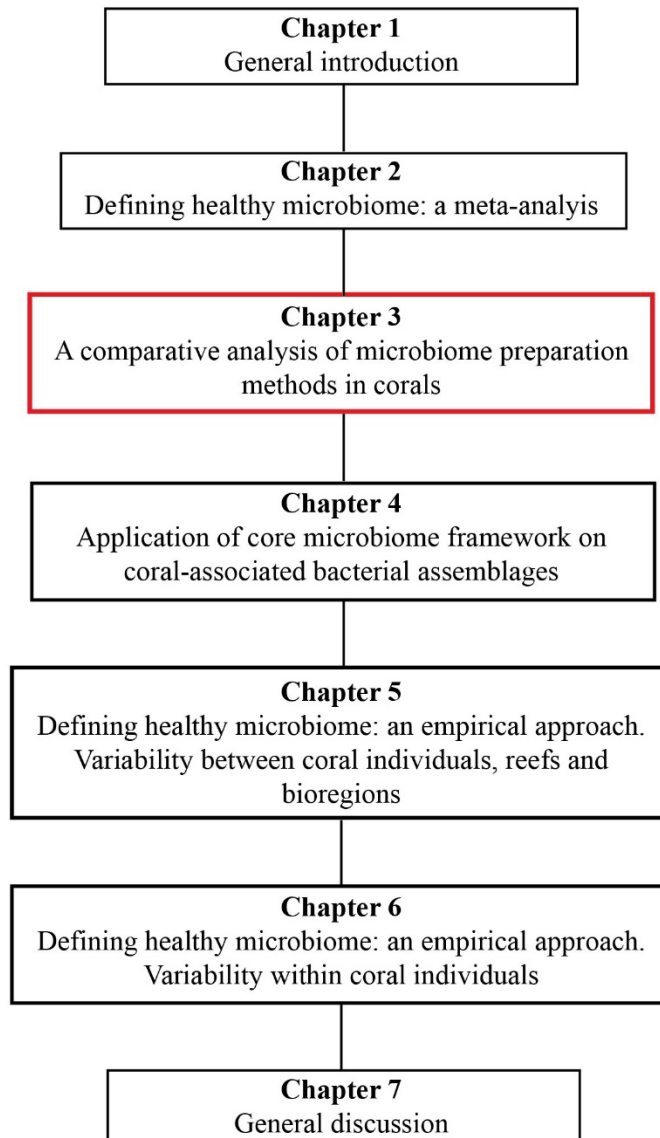 Chapter 1
General introduction
Chapter 2
Defining healthy microbiome: a meta-analyis
Chapter 3
A comparative analysis of microbiome preparation
methods in corals
Chapter 4
Application of core microbiome framework on
coral-associated bacterial assemblages
Chapter 5
Defining healthy microbiome: an empirical approach.
Variability between coral individuals, reefs and
bioregions
Chapter 6
Defining healthy microbiome: an empirical approach.
Variability within coral individuals
Chapter 7
General discussion